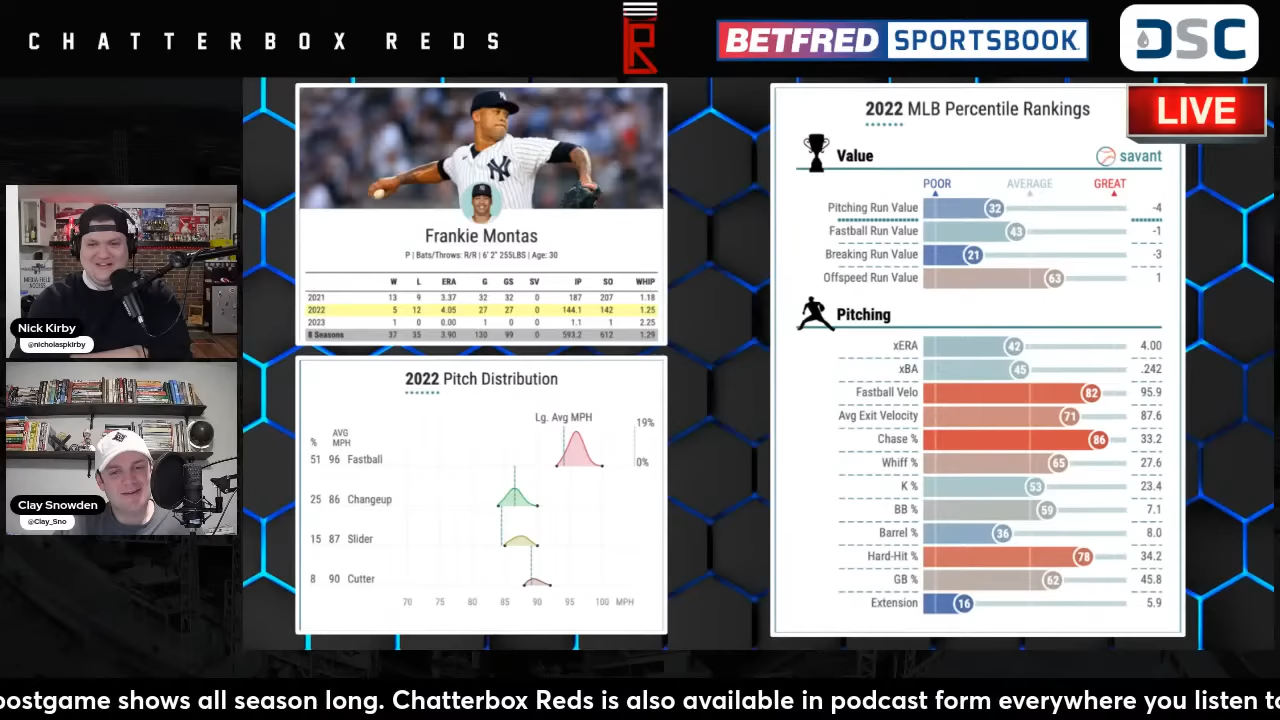 CHATTERBOX REDS
BETFRED SPORTSBOOK
DSC
LIVE
Nick Kirby
@nicholaspkirby
Clay Snowden
@Clay_Sno
Frankie Montas
P | Bats/Throws: R/R | 6' 2" 255LBS | Age: 30
W L ERA G GS SV IP SO WHIP
2021 13 9 3.37 32 32 0 187 207 1.18
2022 5 12 4.05 27 27 0 144.1 142 1.25
2023 1 0 0.00 1 0 0 1.1 1 2.25
8 Seasons 37 35 3.90 130 99 0 593.2 612 1.29
2022 Pitch Distribution
Lg. Avg MPH
19%
0%
% AVG MPH
51 96 Fastball
25 86 Changeup
15 87 Slider
8 90 Cutter
70 75 80 85 90 95 100 MPH
2022 MLB Percentile Rankings
Value
savant
POOR AVERAGE GREAT
Pitching Run Value 32 -4
Fastball Run Value 43 -1
Breaking Run Value 21 -3
Offspeed Run Value 63 1
Pitching
xERA 42 4.00
xBA 45 .242
Fastball Velo 82 95.9
Avg Exit Velocity 71 87.6
Chase % 86 33.2
Whiff % 65 27.6
K % 53 23.4
BB % 59 7.1
Barrel % 36 8.0
Hard-Hit % 78 34.2
GB % 62 45.8
Extension 16 5.9
postgame shows all season long. Chatterbox Reds is also available in podcast form everywhere you listen to